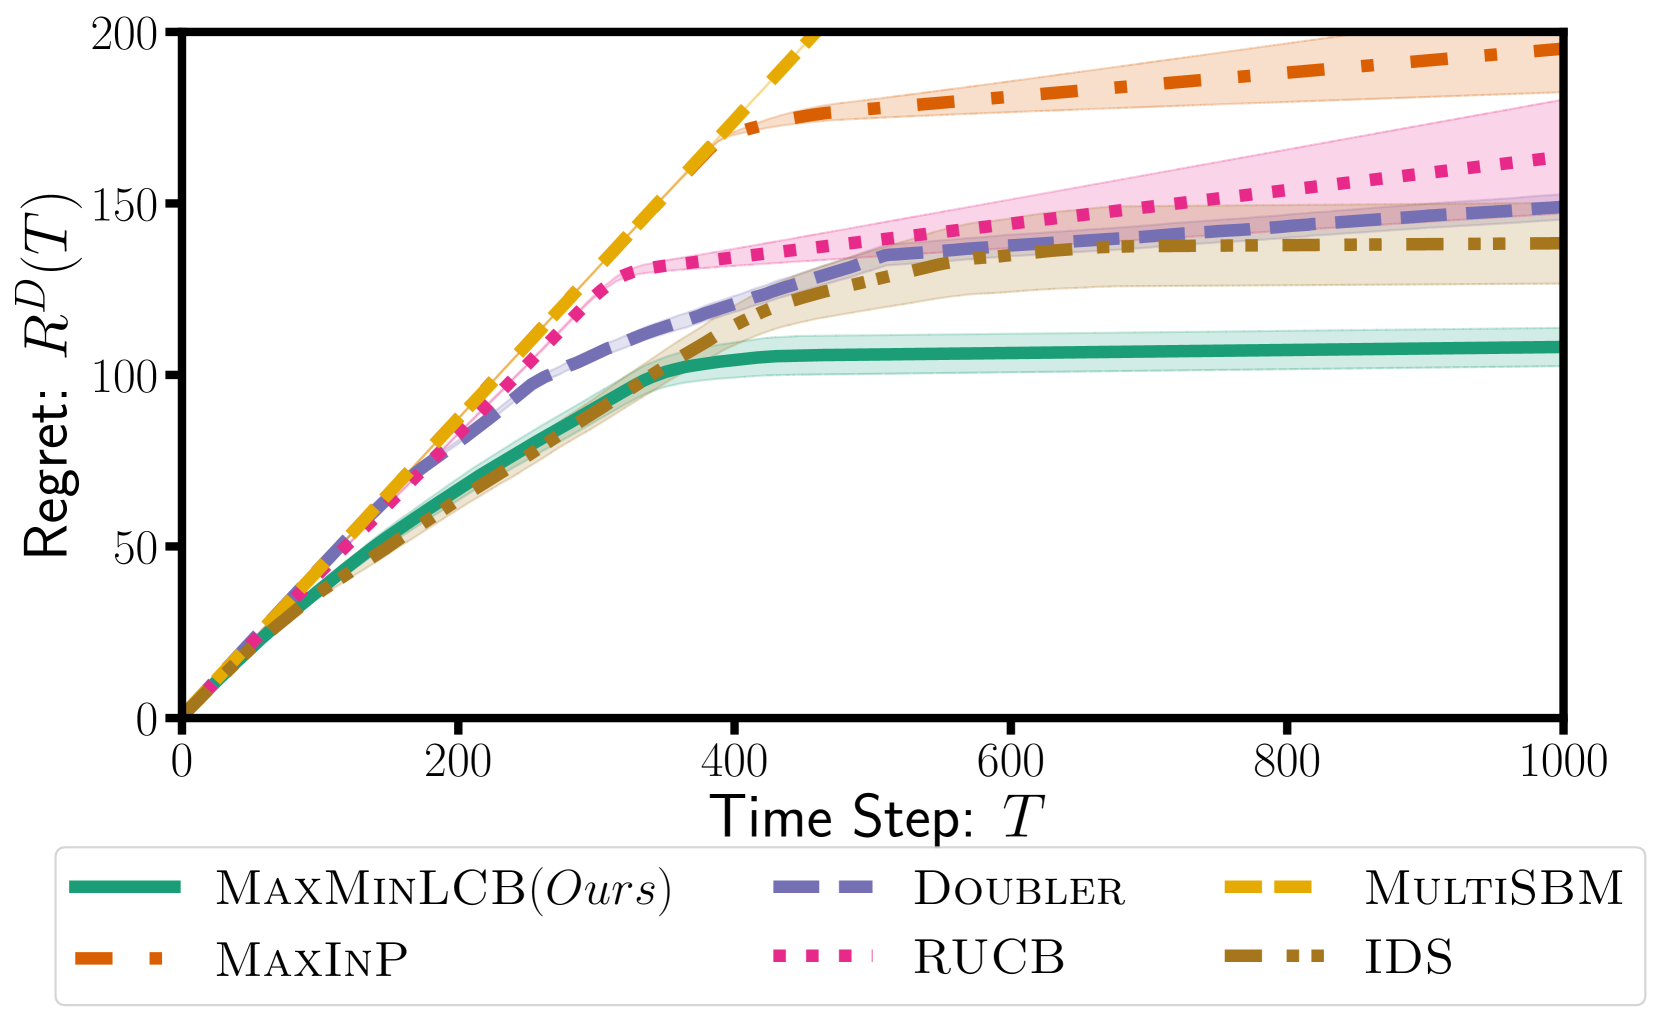 200
150
100
50
0
Regret: R^D(T)
0 200 400 600 800 1000
Time Step: T
MAXMINLCB(Ours) DOUBLER MULTISBM
MAXINP RUCB IDS